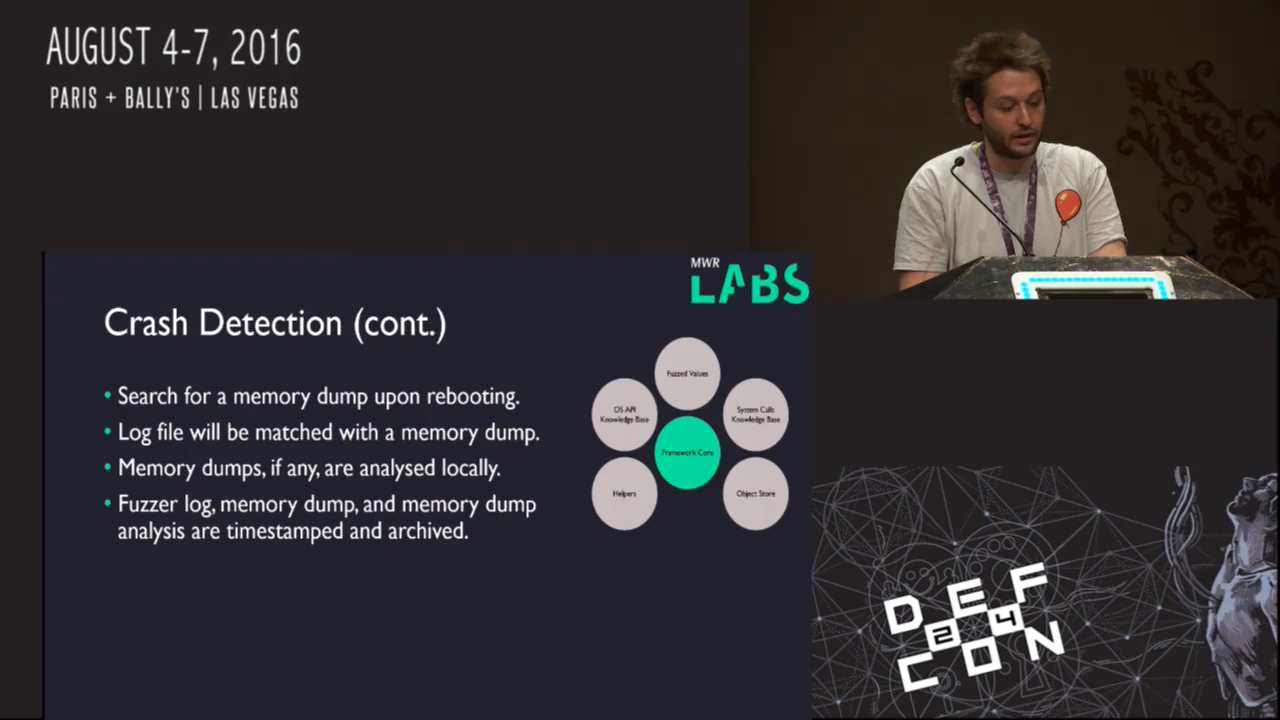 AUGUST 4-7, 2016
PARIS + BALLY'S | LAS VEGAS
MWR
LABS
Crash Detection (cont.)
• Search for a memory dump upon rebooting.
• Log file will be matched with a memory dump.
• Memory dumps, if any, are analysed locally.
• Fuzzer log, memory dump, and memory dump
analysis are timestamped and archived.
Fuzzed Values
OS API
Knowledge Base
System Calls
Knowledge Base
Framework Core
Helpers
Object Store
DEF
24
CON